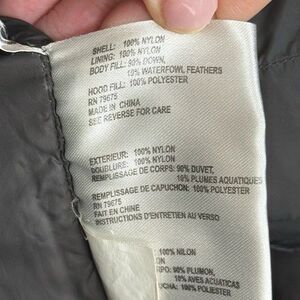 SHELL: 100% NYLON
LINING: 100% NYLON
BODY FILL: 90% DOWN,
10% WATERFOWL FEATHERS
HOOD FILL: 100% POLYESTER
RN 79675
MADE IN CHINA
SEE REVERSE FOR CARE
EXTERIEUR: 100% NYLON
DOUBLURE: 100% NYLON
REMPLISSAGE DE CORPS: 90% DUVET,
10% PLUMES AQUATIQUES
REMPLISSAGE DE CAPUCHON: 100% POLYESTER
RN 79675
FAIT EN CHINE
INSTRUCTIONS D'ENTRETIEN AU VERSO
100% NILON
ON
RPO: 90% PLUMON,
10% AVES ACUATICAS
UCHA: 100% POLIESTER